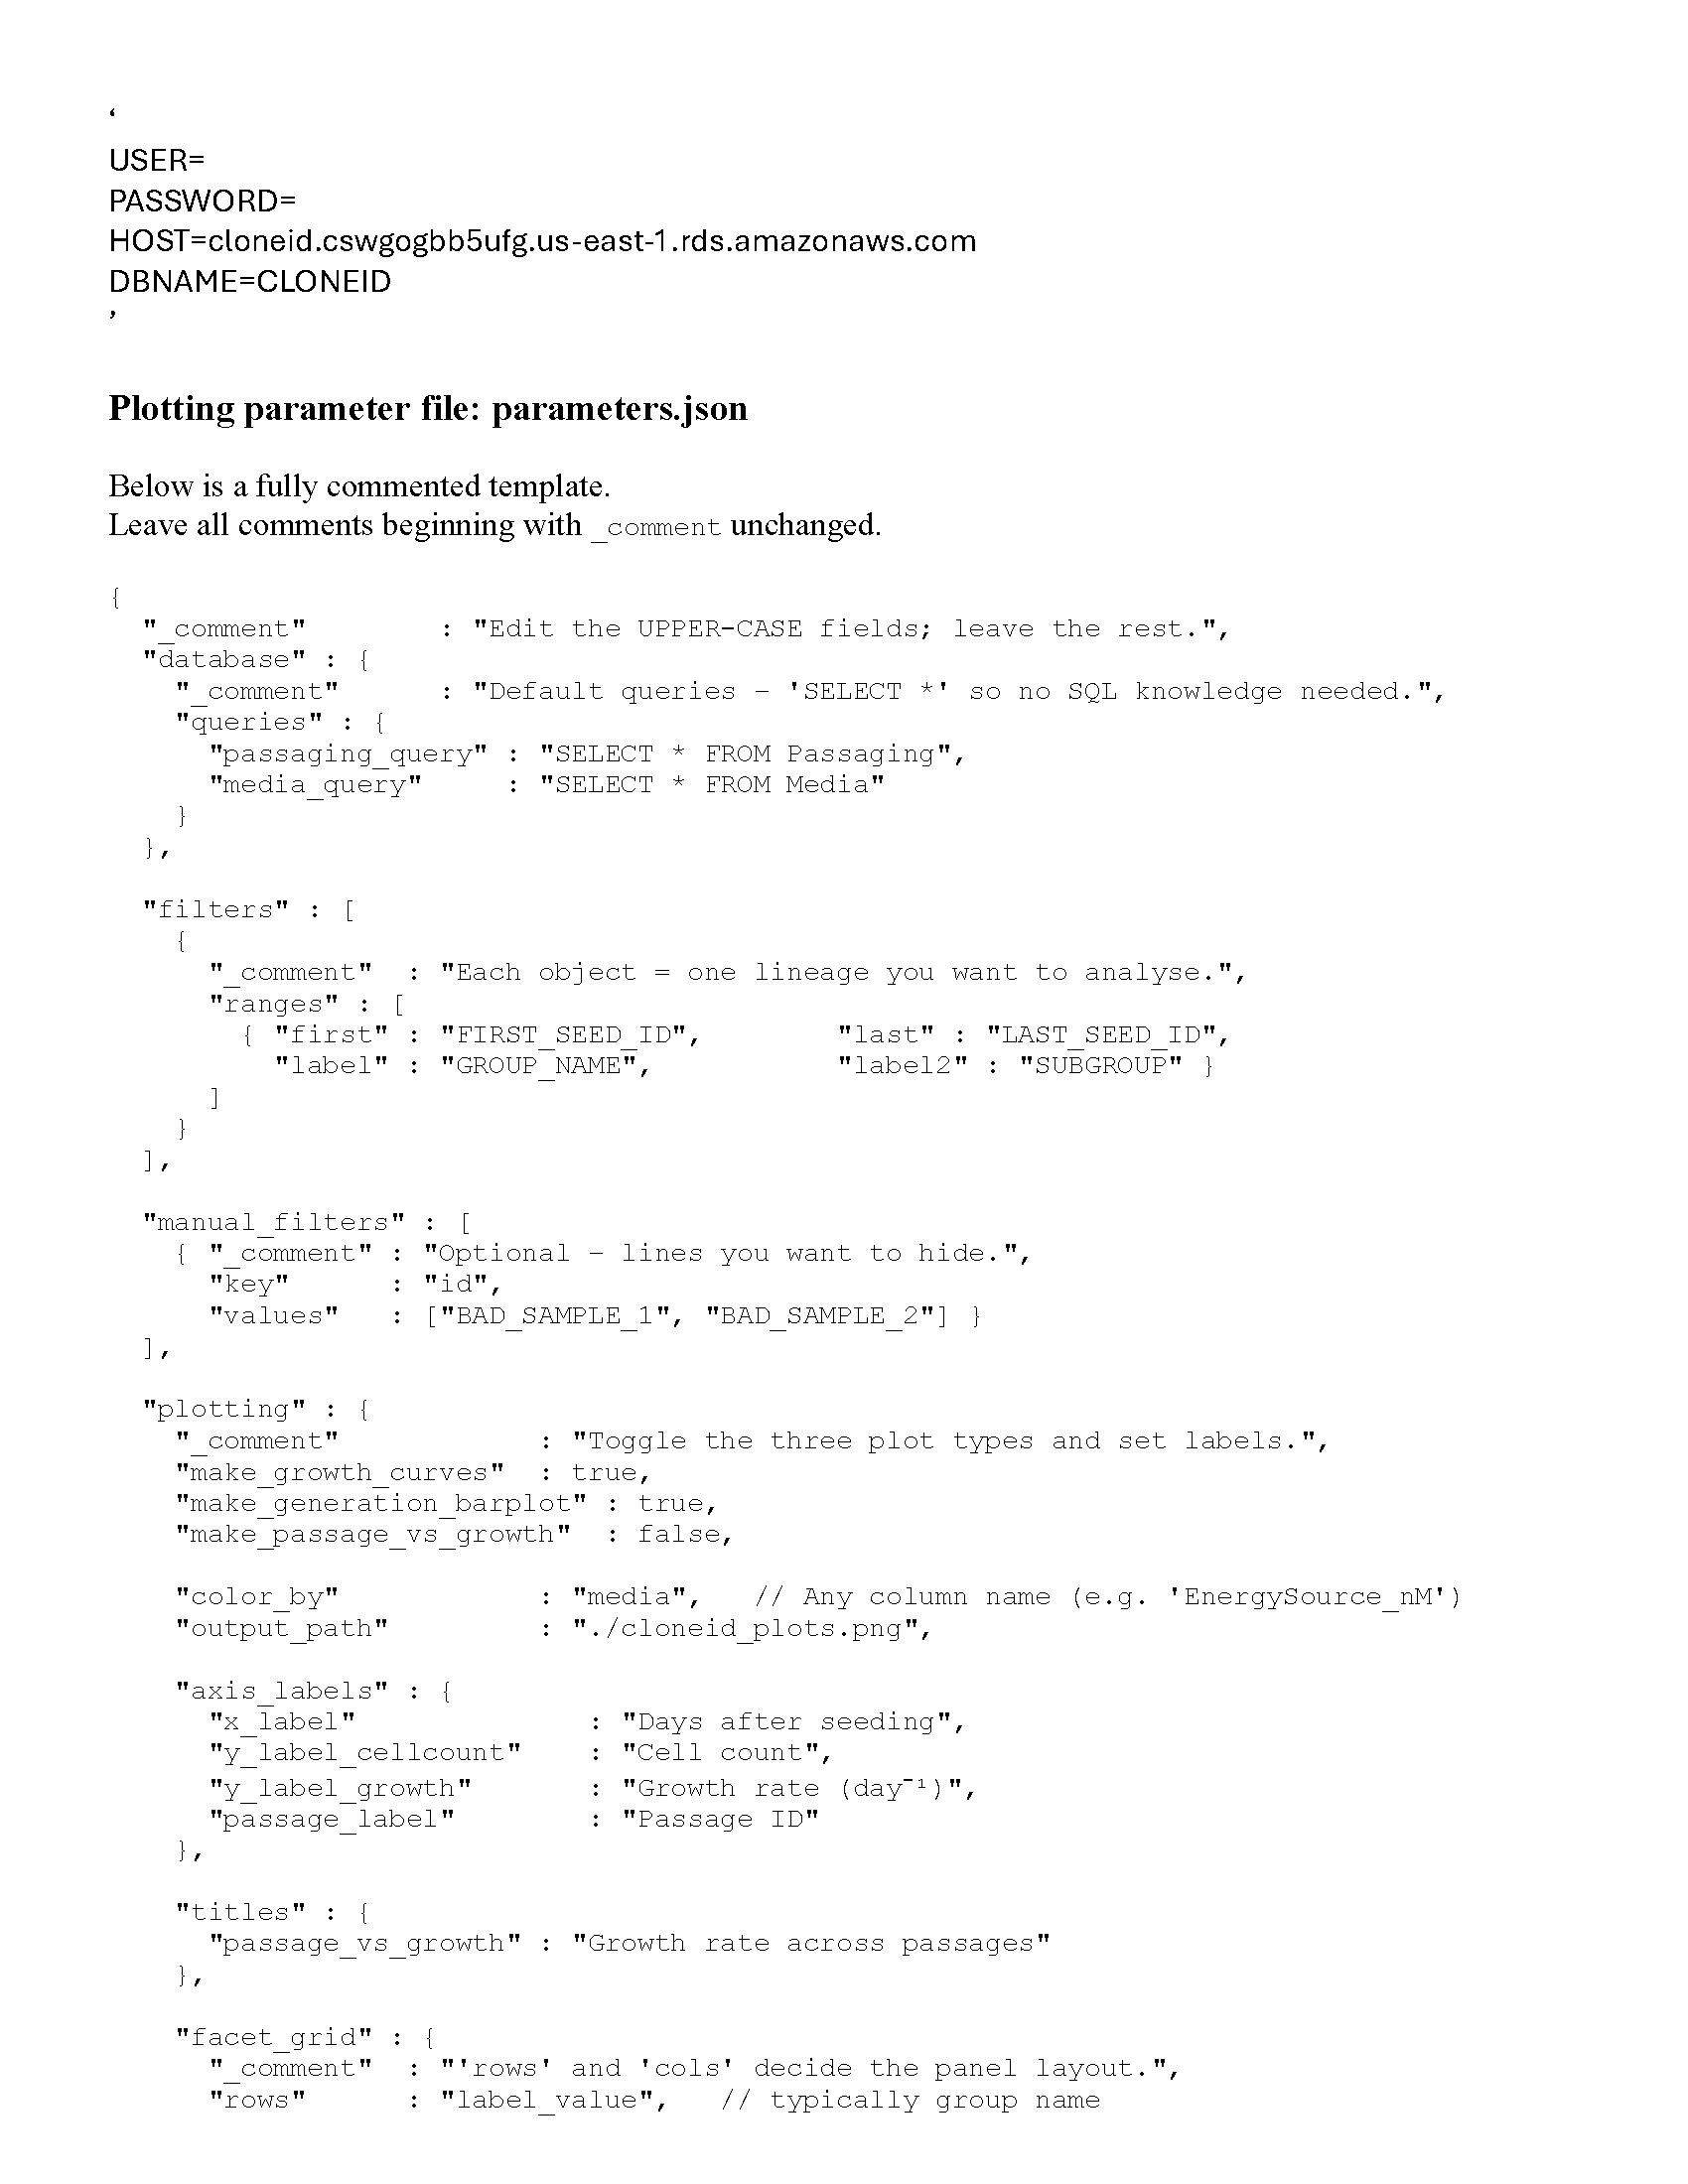 ‘
USER=
PASSWORD=
HOST=cloneid.cswgogbb5ufg.us-east-1.rds.amazonaws.com
DBNAME=CLONEID
’
Plotting parameter file: parameters.json
Below is a fully commented template.
Leave all comments beginning with _comment unchanged.
{
  "_comment"        : "Edit the UPPER-CASE fields; leave the rest.",
  "database" : {
    "_comment"      : "Default queries – 'SELECT *' so no SQL knowledge needed.",
    "queries" : {
      "passaging_query" : "SELECT * FROM Passaging",
      "media_query"     : "SELECT * FROM Media"
    }
  },
  "filters" : [
    {
      "_comment"  : "Each object = one lineage you want to analyse.",
      "ranges" : [
        { "first" : "FIRST_SEED_ID",        "last" : "LAST_SEED_ID",
          "label" : "GROUP_NAME",           "label2" : "SUBGROUP" }
      ]
    }
  ],
  "manual_filters" : [
    { "_comment" : "Optional – lines you want to hide.",
      "key"      : "id",
      "values"   : ["BAD_SAMPLE_1", "BAD_SAMPLE_2"] }
  ],
  "plotting" : {
    "_comment"            : "Toggle the three plot types and set labels.",
    "make_growth_curves"  : true,
    "make_generation_barplot" : true,
    "make_passage_vs_growth"  : false,
    "color_by"            : "media",   // Any column name (e.g. 'EnergySource_nM')
    "output_path"         : "./cloneid_plots.png",
    "axis_labels" : {
      "x_label"              : "Days after seeding",
      "y_label_cellcount"    : "Cell count",
      "y_label_growth"       : "Growth rate (day⁻¹)",
      "passage_label"        : "Passage ID"
    },
    "titles" : {
      "passage_vs_growth" : "Growth rate across passages"
    },
    "facet_grid" : {
      "_comment"  : "'rows' and 'cols' decide the panel layout.",
      "rows"      : "label_value",   // typically group name